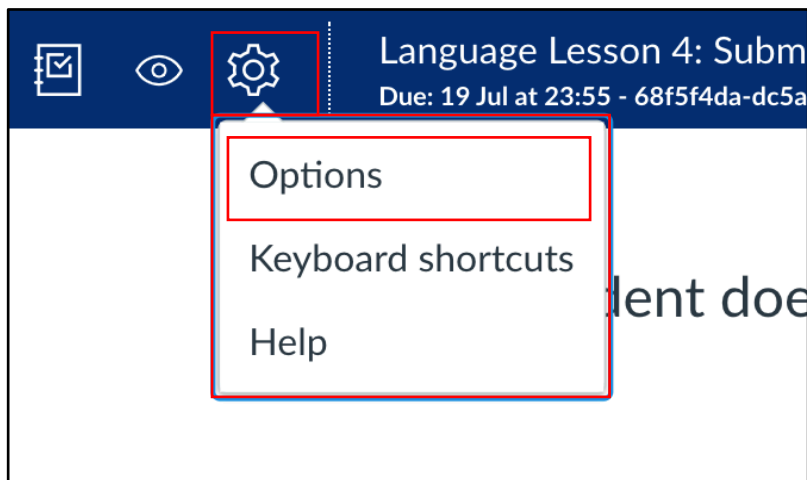 Language Lesson 4: Subm
Due: 19 Jul at 23:55 - 68f5f4da-dc5a
Options
Keyboard shortcuts
dent doe
Help